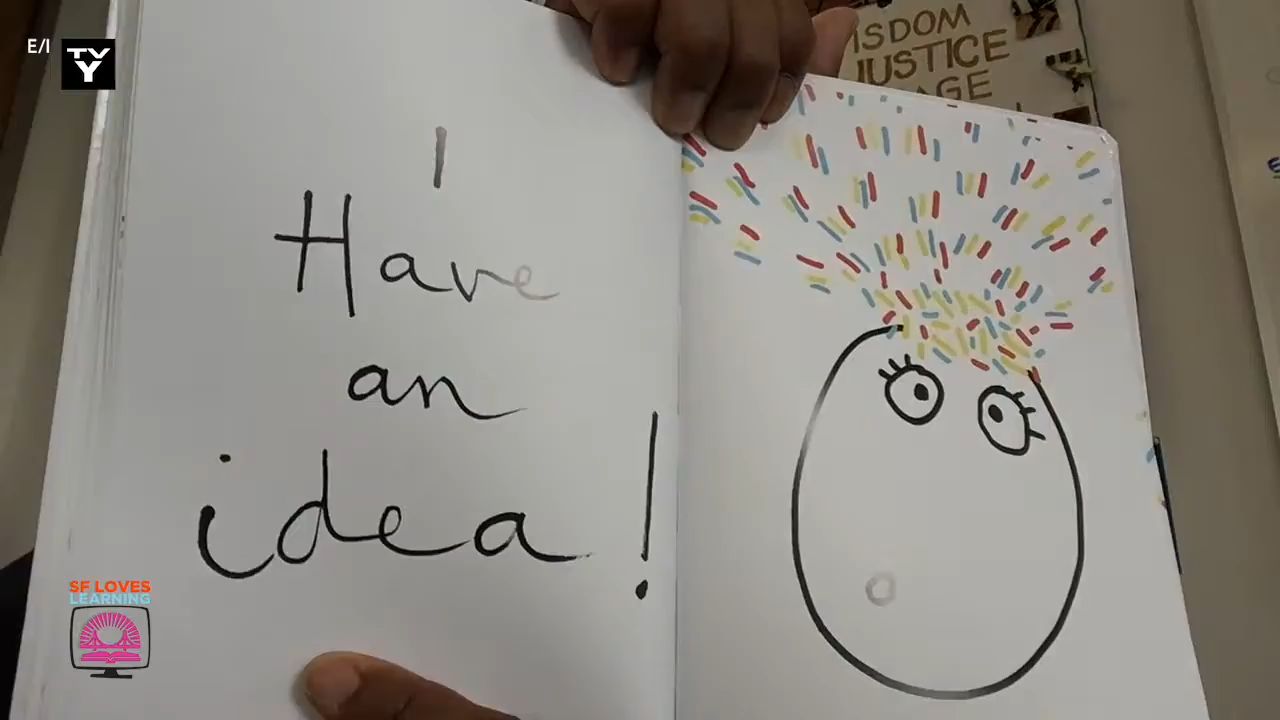 E/I
TV
Y
I
Have
an
idea!
ISDOM
JUSTICE
AGE
SF LOVES
LEARNING